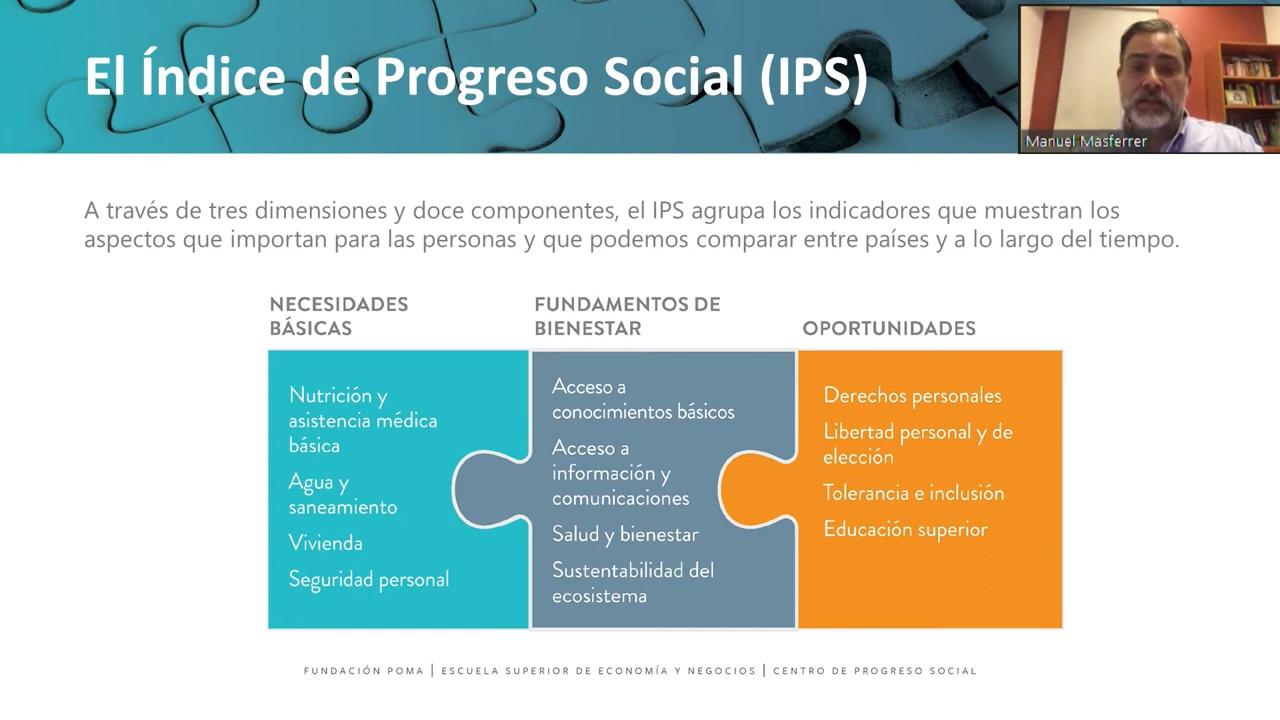 El Índice de Progreso Social (IPS)
Manuel Masferrer
A través de tres dimensiones y doce componentes, el IPS agrupa los indicadores que muestran los
aspectos que importan para las personas y que podemos comparar entre países y a lo largo del tiempo.
NECESIDADES
BÁSICAS
Nutrición y
asistencia médica
básica
Agua y
saneamiento
Vivienda
Seguridad personal
FUNDAMENTOS DE
BIENESTAR
Acceso a
conocimientos básicos
Acceso a
información y
comunicaciones
Salud y bienestar
Sustentabilidad del
ecosistema
OPORTUNIDADES
Derechos personales
Libertad personal y de
elección
Tolerancia e inclusión
Educación superior
FUNDACIÓN POMA | ESCUELA SUPERIOR DE ECONOMÍA Y NEGOCIOS | CENTRO DE PROGRESO SOCIAL